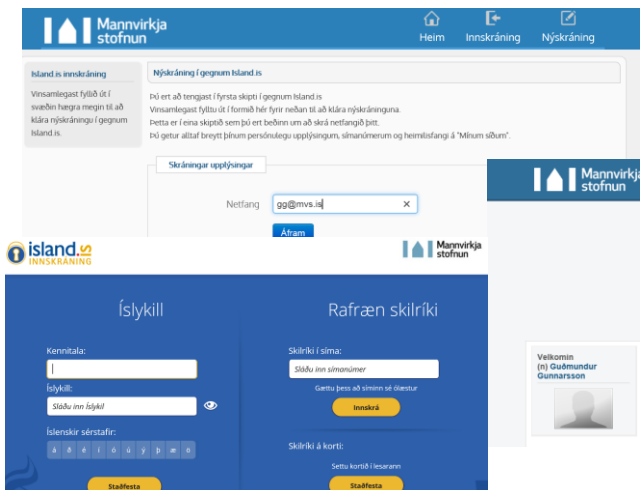 Mannvirkja
stofnun
Heim
Innskráning
Nýskráning
Island.is innskráning
Vinsamlegast fyllið út í
svæðin hægra megin til að
klára nýskráningu í gegnum
Island.is.
Nýskráning í gegnum Island.is
Þú ert að tengjast í fyrsta skipti í gegnum Island.is
Vinsamlegast fylltu út í formið hér fyrir neðan til að klára nýskráninguna.
Þetta er í eina skiptið sem þú ert beðinn um að skrá netfangið þitt.
Þú getur alltaf breytt þínum persónulegu upplýsingum, símanúmerum og heimilisfangi á "Mínum síðum".
Skráningar upplýsingar
Netfang
gg@mvs.is
Áfram
Mannvirkja
stofnun
island.is
INNSKRÁNING
Mannvirkja
stofnun
Íslykill
Kennitala:
Íslykill:
Sláðu inn Íslykil
Íslenskir sérstafir:
á ð é í ó ú ý þ æ ö
Staðfesta
Rafræn skilríki
Skilríki í síma:
Sláðu inn símanúmer
Gættu þess að síminn sé ólæstur
Innskrá
Skilríki á korti:
Settu kortið í lesarann
Staðfesta
Velkomin
(n) Guðmundur
Gunnarsson